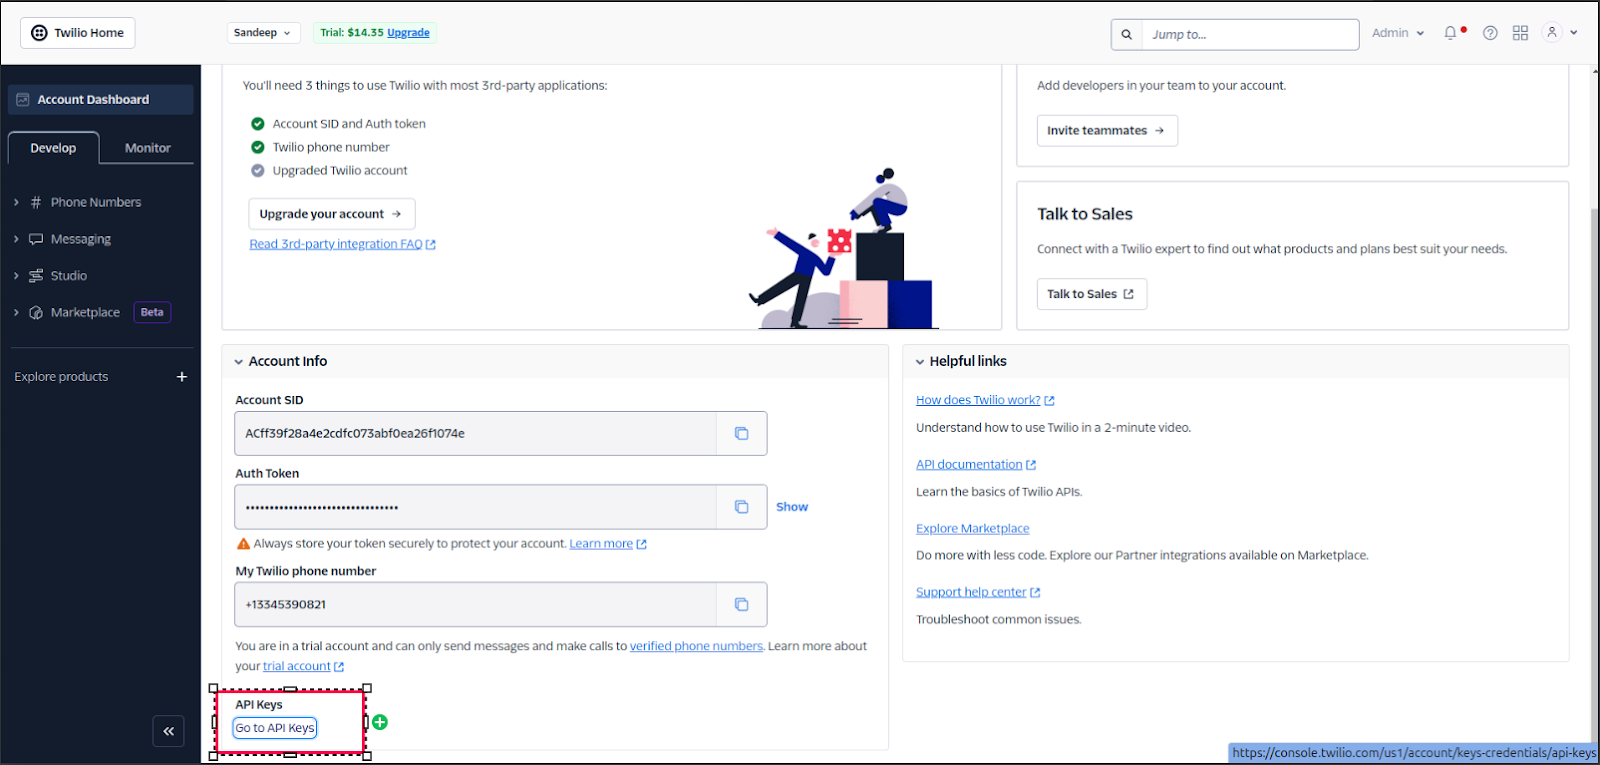 Twilio Home
Sandeep
Trial: $14.35 Upgrade
Jump to...
Admin
Account Dashboard
Develop
Monitor
Phone Numbers
Messaging
Studio
Marketplace
Beta
Explore products
You'll need 3 things to use Twilio with most 3rd-party applications:
Account SID and Auth token
Twilio phone number
Upgraded Twilio account
Upgrade your account →
Read 3rd-party integration FAQ
Add developers in your team to your account.
Invite teammates →
Talk to Sales
Connect with a Twilio expert to find out what products and plans best suit your needs.
Talk to Sales
Account Info
Account SID
ACff39f28a4e2cdfc073abf0ea26f1074e
Auth Token
••••••••••••••••••••••••••••••••
Show
Always store your token securely to protect your account. Learn more
My Twilio phone number
+13345390821
You are in a trial account and can only send messages and make calls to verified phone numbers. Learn more about
your trial account
API Keys
Go to API Keys
Helpful links
How does Twilio work?
Understand how to use Twilio in a 2-minute video.
API documentation
Learn the basics of Twilio APIs.
Explore Marketplace
Do more with less code. Explore our Partner integrations available on Marketplace.
Support help center
Troubleshoot common issues.
https://console.twilio.com/us1/account/keys-credentials/api-keys